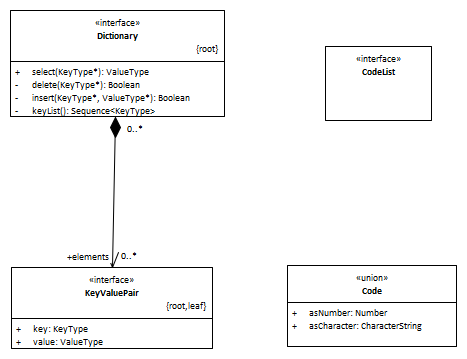 «interface»
Dictionary
{root}
+ select(KeyType*): ValueType
- delete(KeyType*): Boolean
- insert(KeyType*, ValueType*): Boolean
- keyList(): Sequence<KeyType>
«interface»
CodeList
0..*
+elements
0..*
«interface»
KeyValuePair
{root,leaf}
+ key: KeyType
+ value: ValueType
«union»
Code
+ asNumber: Number
+ asCharacter: CharacterString